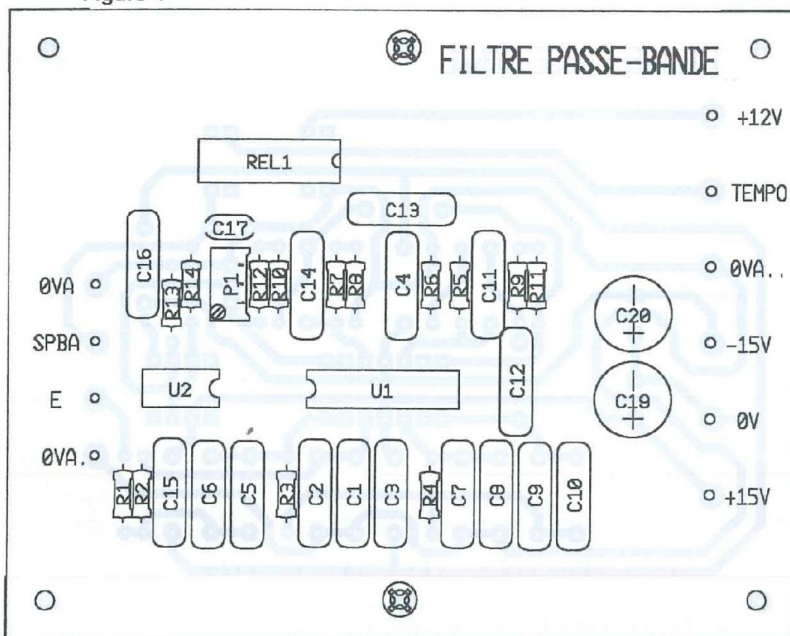 FILTRE PASSE-BANDE
+12V
REL1
TEMPO
C13
C17
C16
R14
R13
P1
R12
R10
C14
R7
R8
C4
R6
R5
C11
R9
R11
0VA
0VA..
C20
SPBA
-15V
U2
U1
C12
C19
E
0V
0VA.
R1
R2
C15
C6
C5
R3
C2
C1
C3
R4
C7
C8
C9
C10
+15V